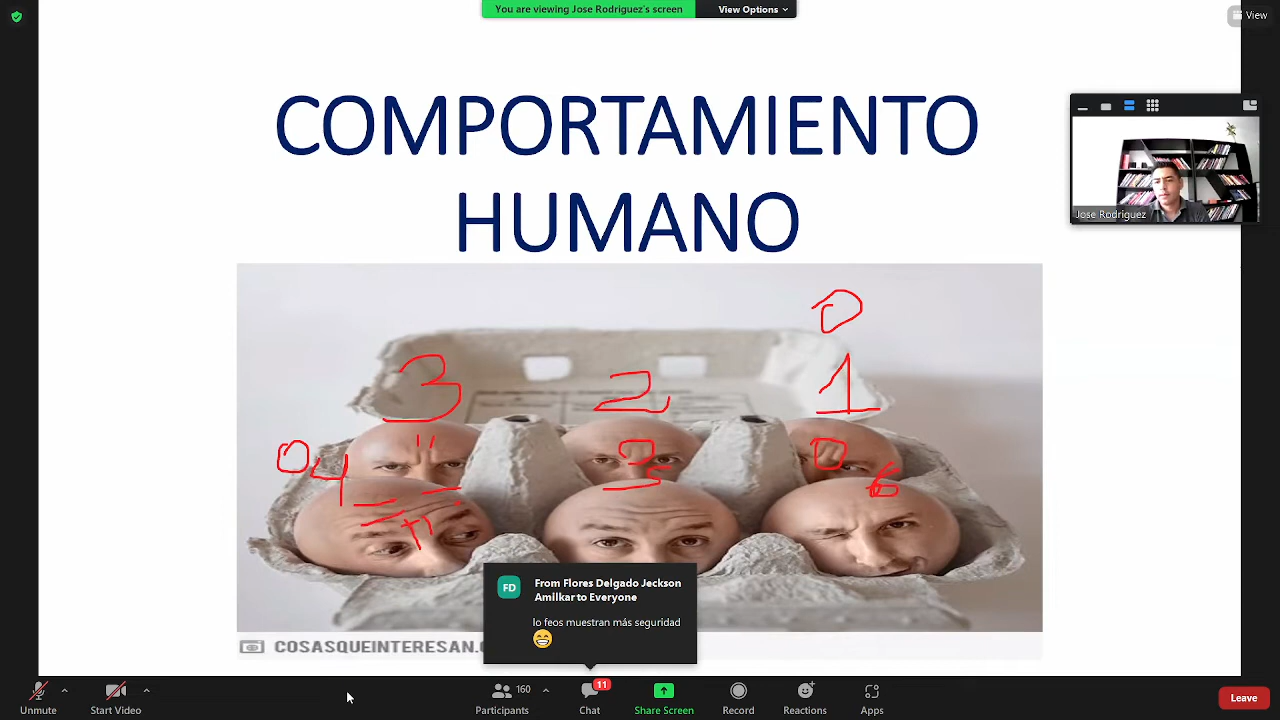 You are viewing Jose Rodriguez's screen
View Options
View
COMPORTAMIENTO
HUMANO
Jose Rodriguez
0
3 2 1
0 4 5 0 6
FD
From Flores Delgado Jeckson
Amilkar to Everyone
lo feos muestran más seguridad
COSASQUEINTERESAN.
Unmute
Start Video
160
Participants
11
Chat
Share Screen
Record
Reactions
Apps
Leave